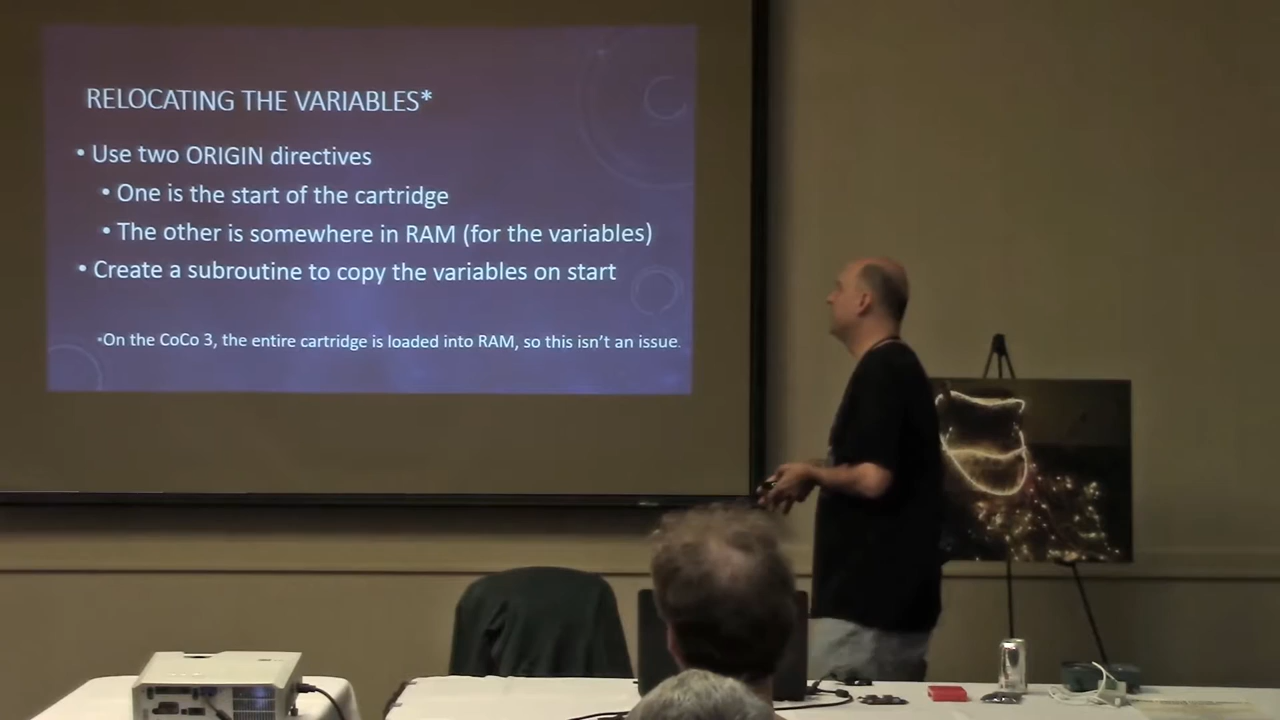 RELOCATING THE VARIABLES*
• Use two ORIGIN directives
• One is the start of the cartridge
• The other is somewhere in RAM (for the variables)
• Create a subroutine to copy the variables on start
*On the CoCo 3, the entire cartridge is loaded into RAM, so this isn't an issue.